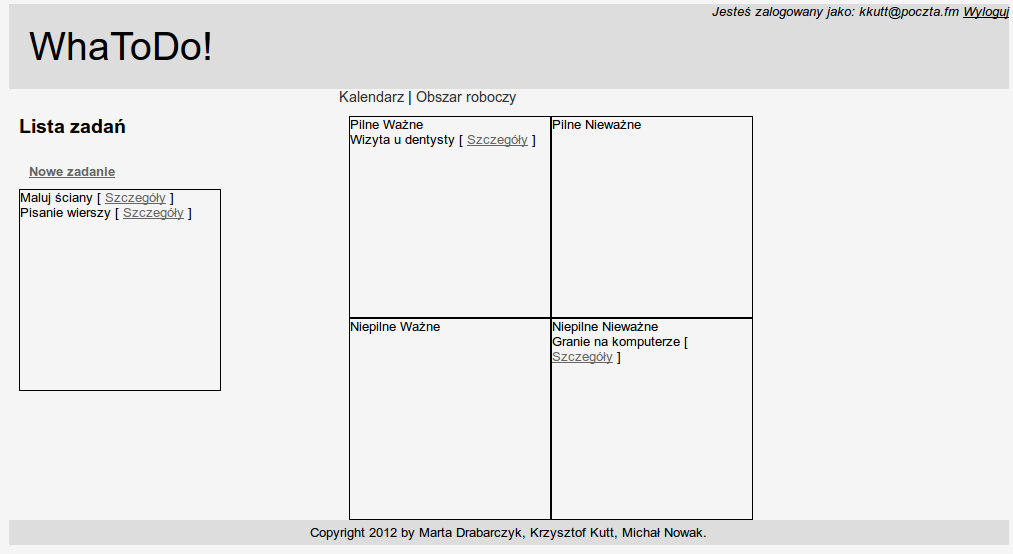 Jesteś zalogowany jako: kkutt@poczta.fm Wyloguj
WhaToDo!
Kalendarz | Obszar roboczy
Lista zadań
Nowe zadanie
Maluj ściany [ Szczegóły ]
Pisanie wierszy [ Szczegóły ]
Pilne Ważne
Wizyta u dentysty [ Szczegóły ]
Pilne Nieważne
Niepilne Ważne
Niepilne Nieważne
Granie na komputerze [
Szczegóły ]
Copyright 2012 by Marta Drabarczyk, Krzysztof Kutt, Michał Nowak.